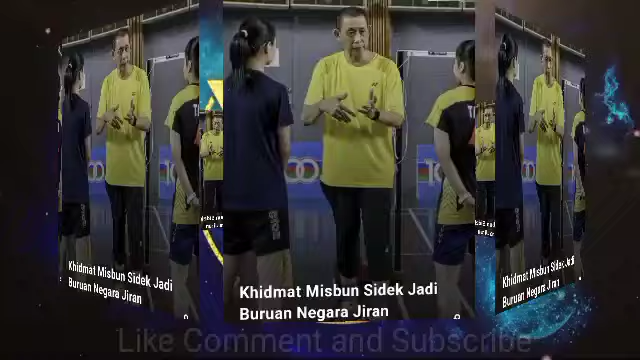 Khidmat Misbun Sidek Jadi
Buruan Negara Jiran
Khidmat Misbun Sidek Jadi
Buruan Negara Jiran
Khidmat Misbun Sidek Jadi
Buruan Negara Jiran
Like Comment and Subscribe